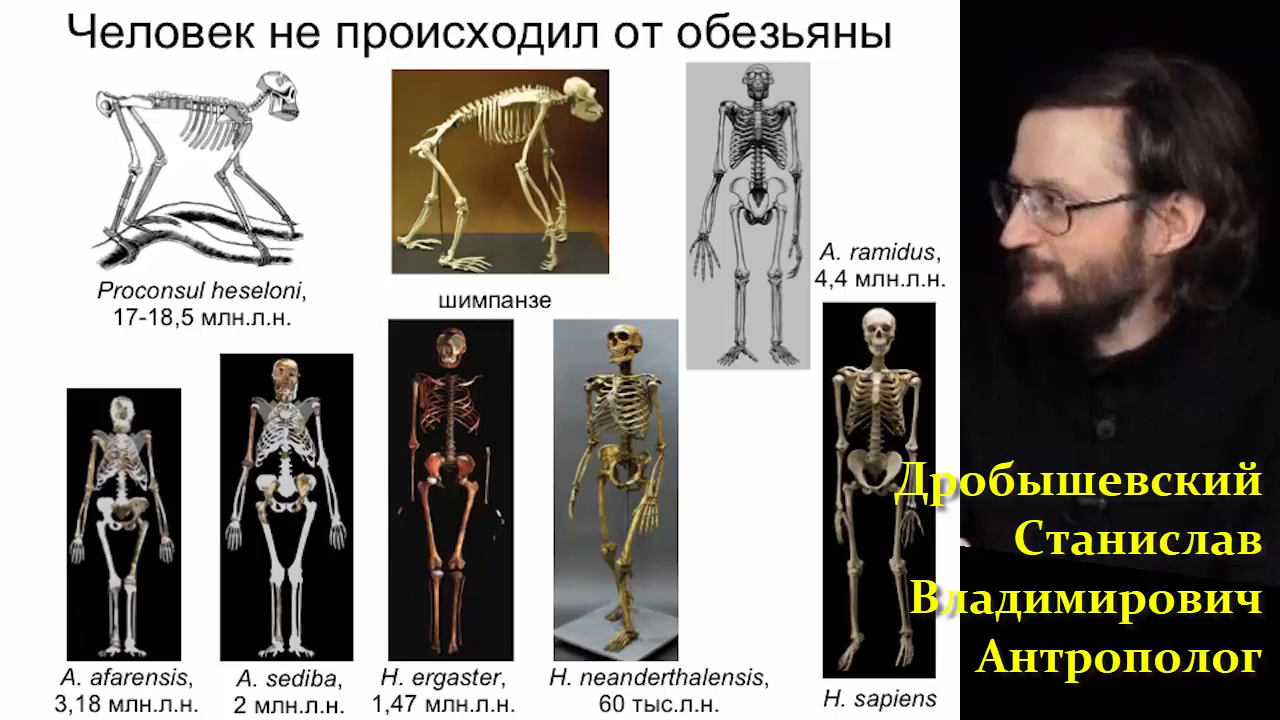 Человек не происходил от обезьяны
Proconsul heseloni,
17-18,5 млн.л.н.
шимпанзе
A. ramidus,
4,4 млн.л.н.
A. afarensis,
3,18 млн.л.н.
A. sediba,
2 млн.л.н.
H. ergaster,
1,47 млн.л.н.
H. neanderthalensis,
60 тыс.л.н.
H. sapiens
Дробышевский
Станислав
Владимирович
Антрополог